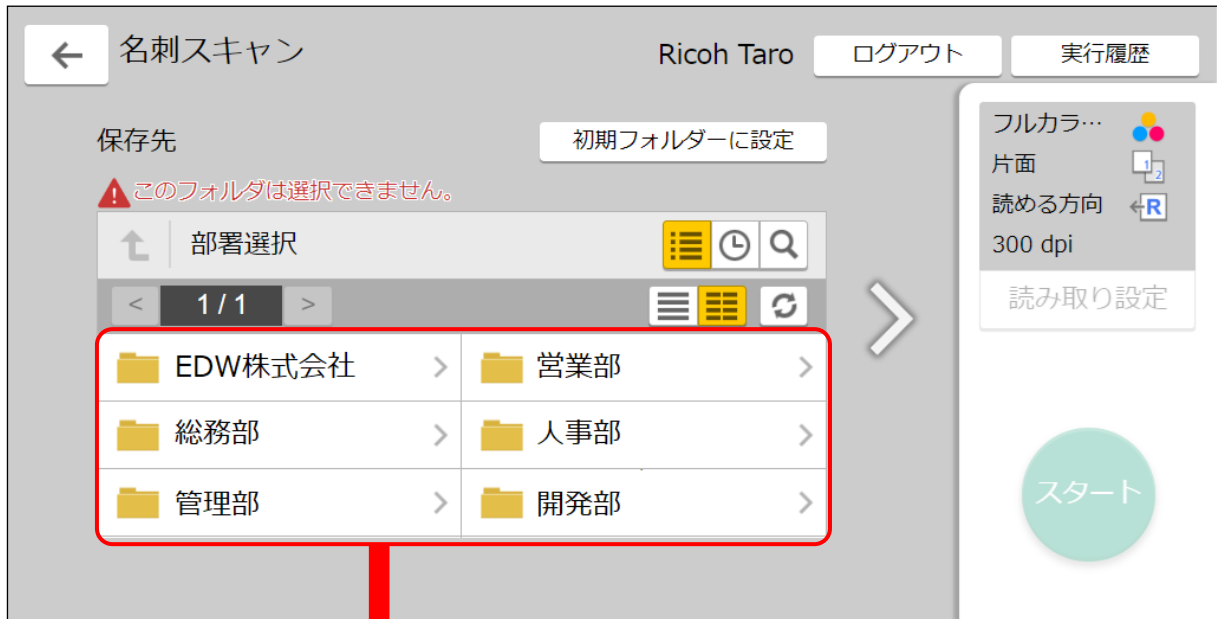 名刺スキャン
Ricoh Taro
ログアウト
実行履歴
保存先
初期フォルダーに設定
このフォルダは選択できません。
部署選択
< 1/1 >
EDW株式会社
営業部
総務部
人事部
管理部
開発部
フルカラ…
片面
1 2
読める方向
R
300 dpi
読み取り設定
スタート